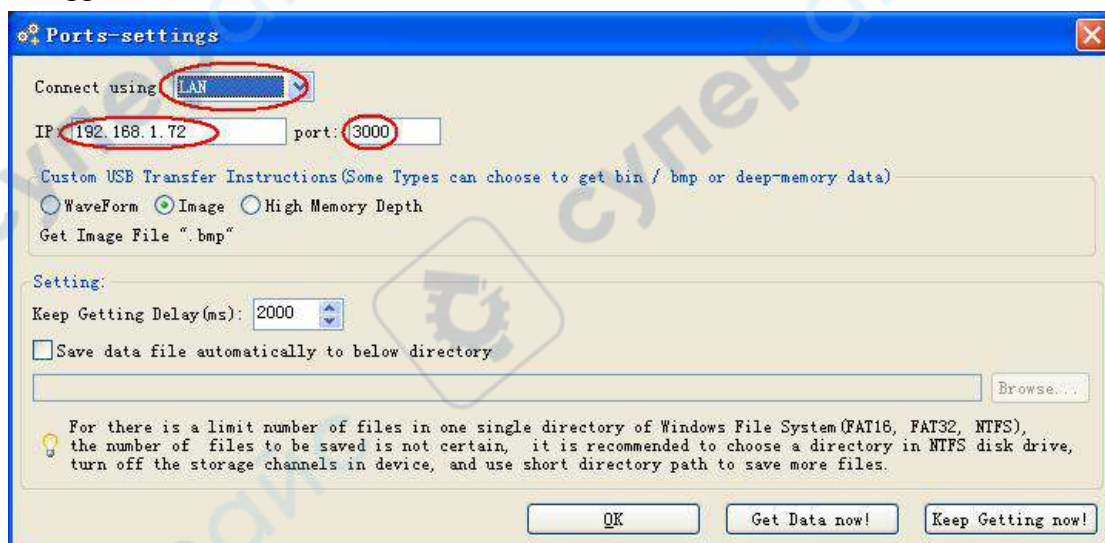 Ports-settings
Connect using LAN
IP: 192.168.1.72 port: 3000
Custom USB Transfer Instructions(Some Types can choose to get bin / bmp or deep-memory data)
WaveForm Image High Memory Depth
Get Image File ".bmp"
Setting:
Keep Getting Delay(ms): 2000
Save data file automatically to below directory
Browse...
For there is a limit number of files in one single directory of Windows File System(FAT16, FAT32, NTFS),
the number of files to be saved is not certain, it is recommended to choose a directory in NTFS disk drive,
turn off the storage channels in device, and use short directory path to save more files.
OK Get Data now! Keep Getting now!